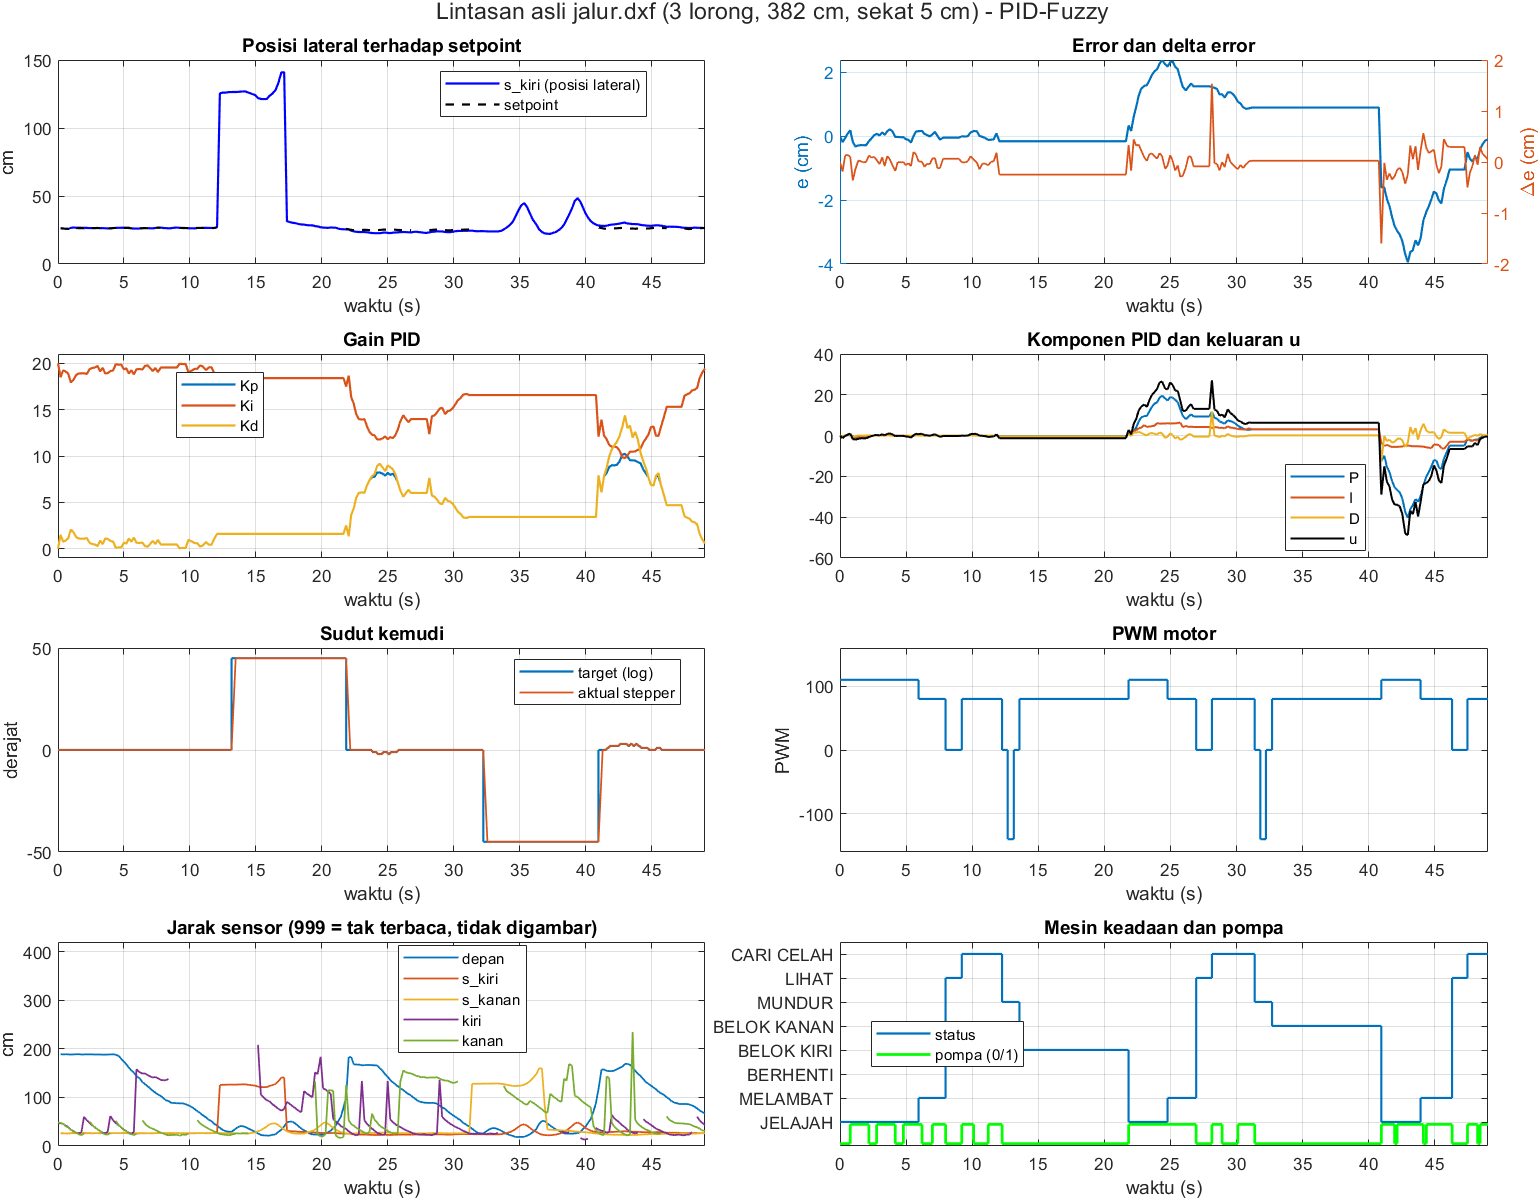 Lintasan asli jalur.dxf (3 lorong, 382 cm, sekat 5 cm) - PID-Fuzzy
Posisi lateral terhadap setpoint
150
100
50
0
cm
s_kiri (posisi lateral)
setpoint
0 5 10 15 20 25 30 35 40 45
waktu (s)
Error dan delta error
2
0
-2
-4
e (cm)
2
1
0
-1
-2
Δe (cm)
0 5 10 15 20 25 30 35 40 45
waktu (s)
Gain PID
20
15
10
5
0
Kp
Ki
Kd
0 5 10 15 20 25 30 35 40 45
waktu (s)
Komponen PID dan keluaran u
40
20
0
-20
-40
-60
P
I
D
u
0 5 10 15 20 25 30 35 40 45
waktu (s)
Sudut kemudi
50
0
-50
derajat
target (log)
aktual stepper
0 5 10 15 20 25 30 35 40 45
waktu (s)
PWM motor
100
0
-100
PWM
0 5 10 15 20 25 30 35 40 45
waktu (s)
Jarak sensor (999 = tak terbaca, tidak digambar)
400
300
200
100
0
cm
depan
s_kiri
s_kanan
kiri
kanan
0 5 10 15 20 25 30 35 40 45
waktu (s)
Mesin keadaan dan pompa
CARI CELAH
LIHAT
MUNDUR
BELOK KANAN
BELOK KIRI
BERHENTI
MELAMBAT
JELAJAH
status
pompa (0/1)
0 5 10 15 20 25 30 35 40 45
waktu (s)